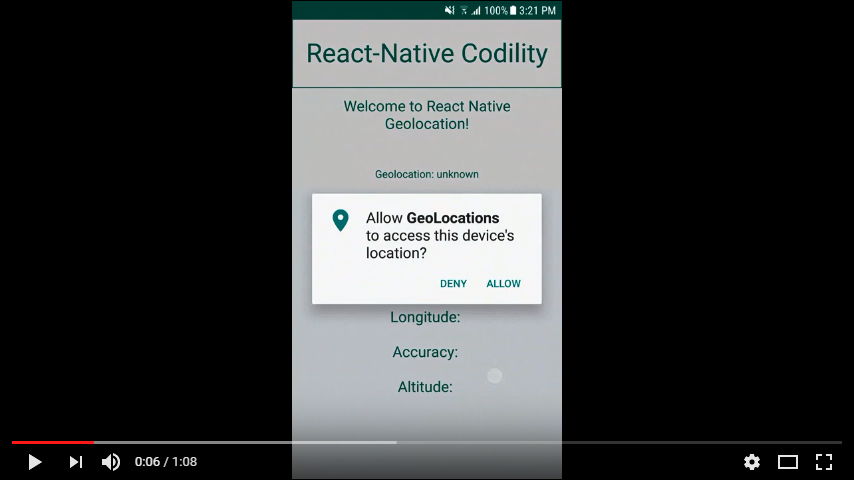 100% 3:21 PM
React-Native Codility
Welcome to React Native
Geolocation!
Geolocation: unknown
Allow GeoLocations
to access this device's
location?
DENY ALLOW
Longitude:
Accuracy:
Altitude:
0:06 / 1:08